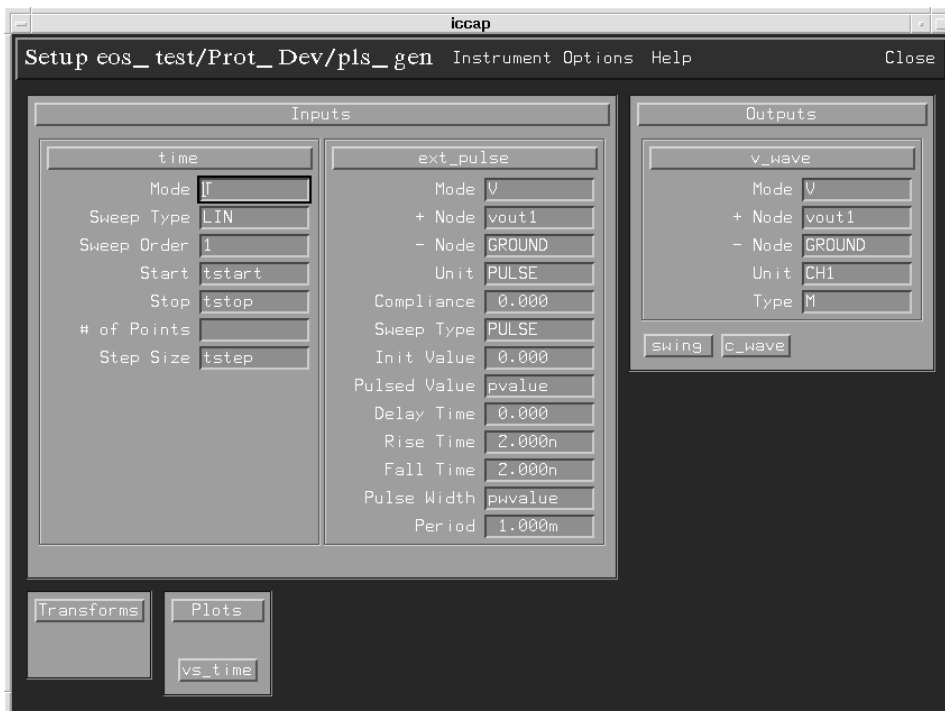 iccap
Setup eos_test/Prot_Dev/pls_gen Instrument Options Help Close
Inputs
time
Mode T
Sweep Type LIN
Sweep Order 1
Start tstart
Stop tstop
# of Points
Step Size tstep
ext_pulse
Mode V
+ Node vout1
- Node GROUND
Unit PULSE
Compliance 0.000
Sweep Type PULSE
Init Value 0.000
Pulsed Value pvalue
Delay Time 0.000
Rise Time 2.000n
Fall Time 2.000n
Pulse Width pwvalue
Period 1.000m
Outputs
v_wave
Mode V
+ Node vout1
- Node GROUND
Unit CH1
Type M
swing c_wave
Transforms
Plots
vs_time